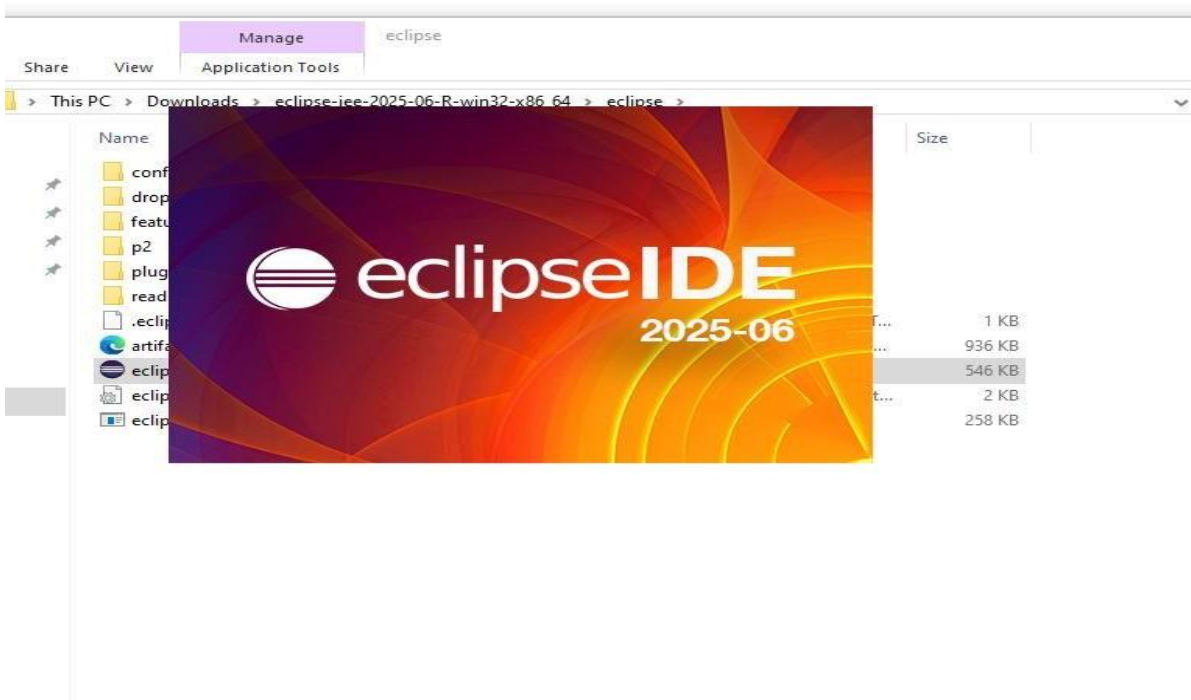 Manage eclipse
Share View Application Tools
> This PC > Downloads > eclipse-jee-2025-06-R-win32-x86_64 > eclipse >
Name Size
conf
drop
featu
p2
plug
read
.eclip 1 KB
artifa 936 KB
eclip 546 KB
eclip 2 KB
eclip 258 KB
eclipseIDE
2025-06